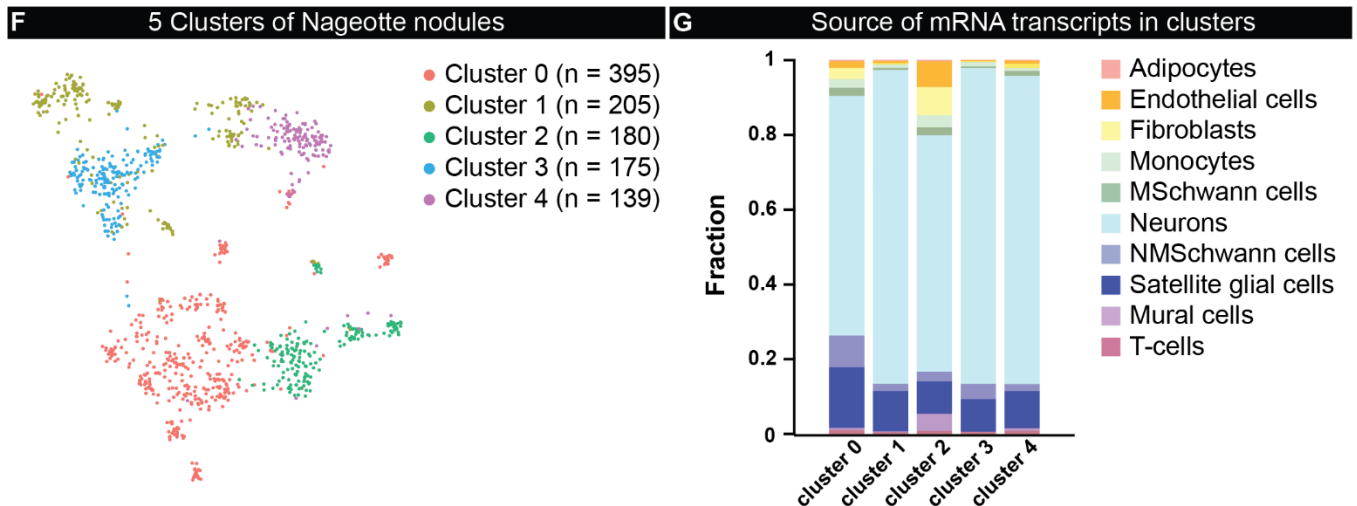 F 5 Clusters of Nageotte nodules
Cluster 0 (n = 395)
Cluster 1 (n = 205)
Cluster 2 (n = 180)
Cluster 3 (n = 175)
Cluster 4 (n = 139)
G Source of mRNA transcripts in clusters
Fraction
1
0.8
0.6
0.4
0.2
0
cluster 0
cluster 1
cluster 2
cluster 3
cluster 4
Adipocytes
Endothelial cells
Fibroblasts
Monocytes
MSchwann cells
Neurons
NMSchwann cells
Satellite glial cells
Mural cells
T-cells